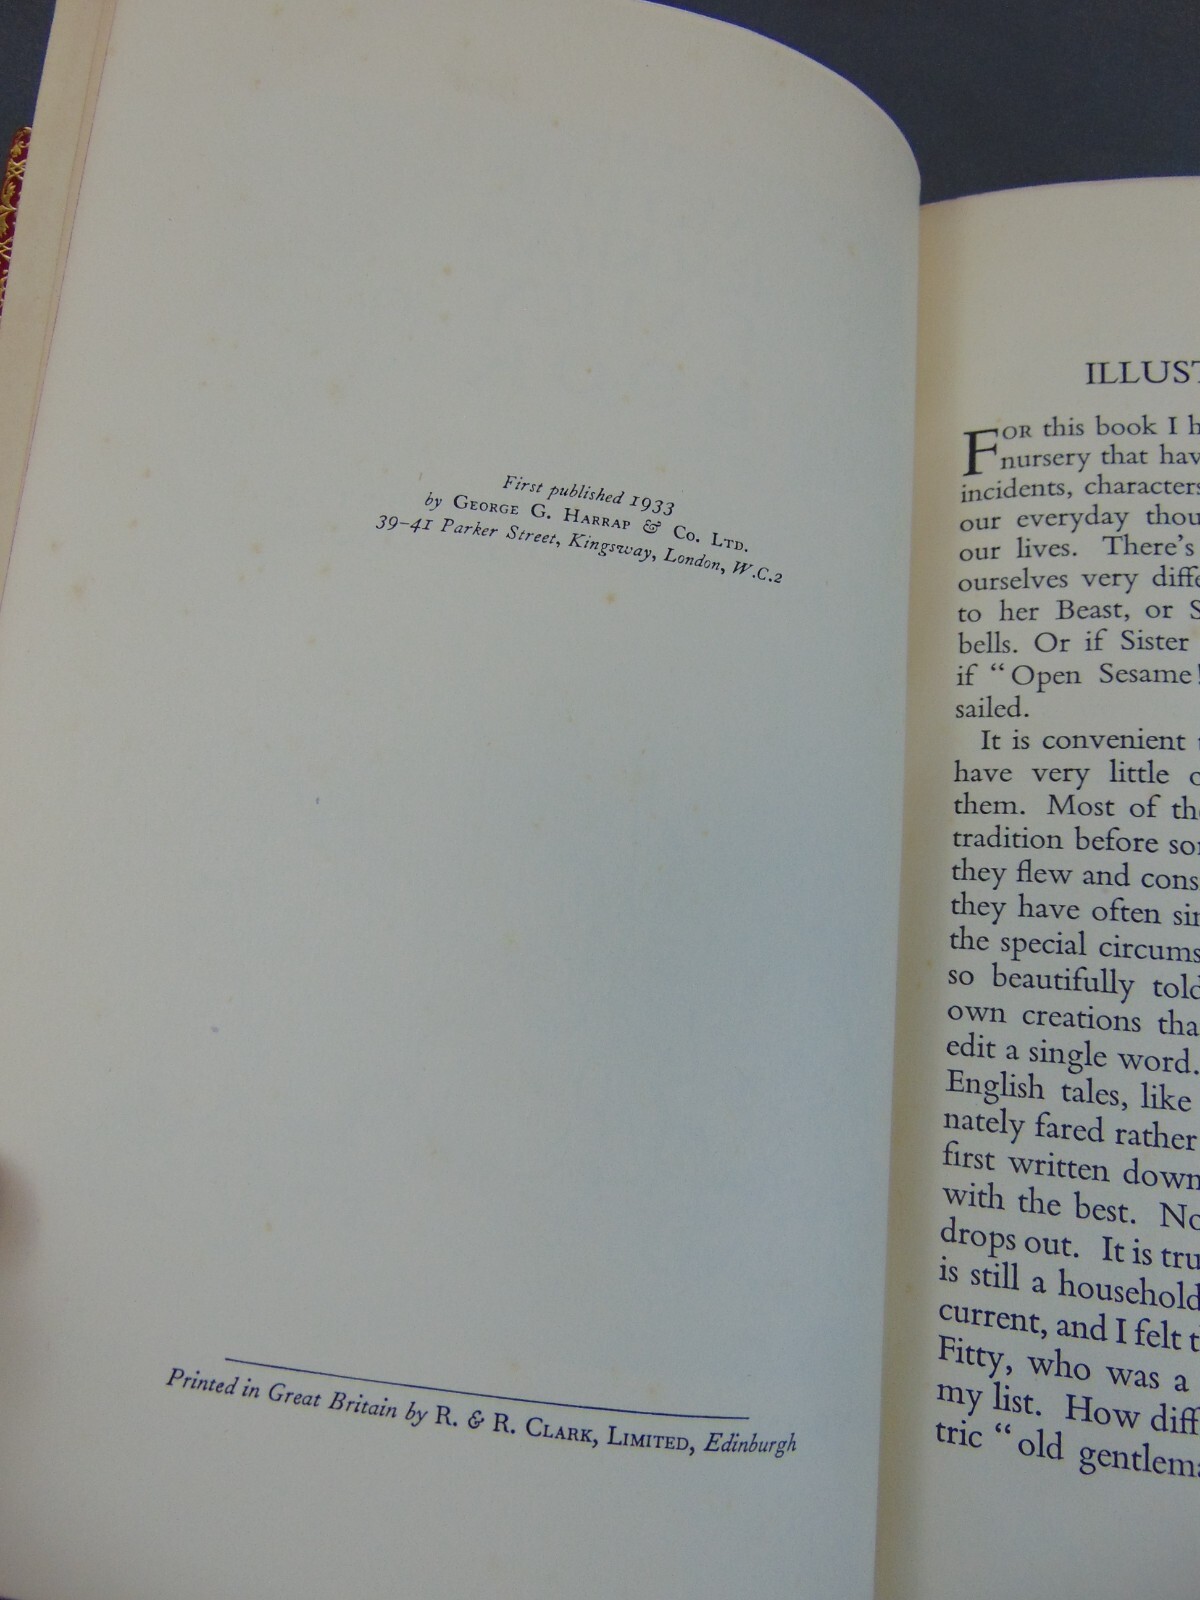 First published 1933
by GEORGE G. HARRAP & Co. LTD.
39–41 Parker Street, Kingsway, London, W.C.2
Printed in Great Britain by R. & R. CLARK, LIMITED, Edinburgh
ILLUST
FOR this book I h
nursery that hav
incidents, characters
our everyday thou
our lives. There's
ourselves very diffe
to her Beast, or S
bells. Or if Sister
if “Open Sesame!
sailed.
It is convenient
have very little
them. Most of the
tradition before so
they flew and cons
they have often sin
the special circums
so beautifully told
own creations tha
edit a single word.
English tales, like
nately fared rather
first written down
with the best. No
drops out. It is tru
is still a household
current, and I felt t
Fitty, who was a
my list. How diff
tric “old gentlema